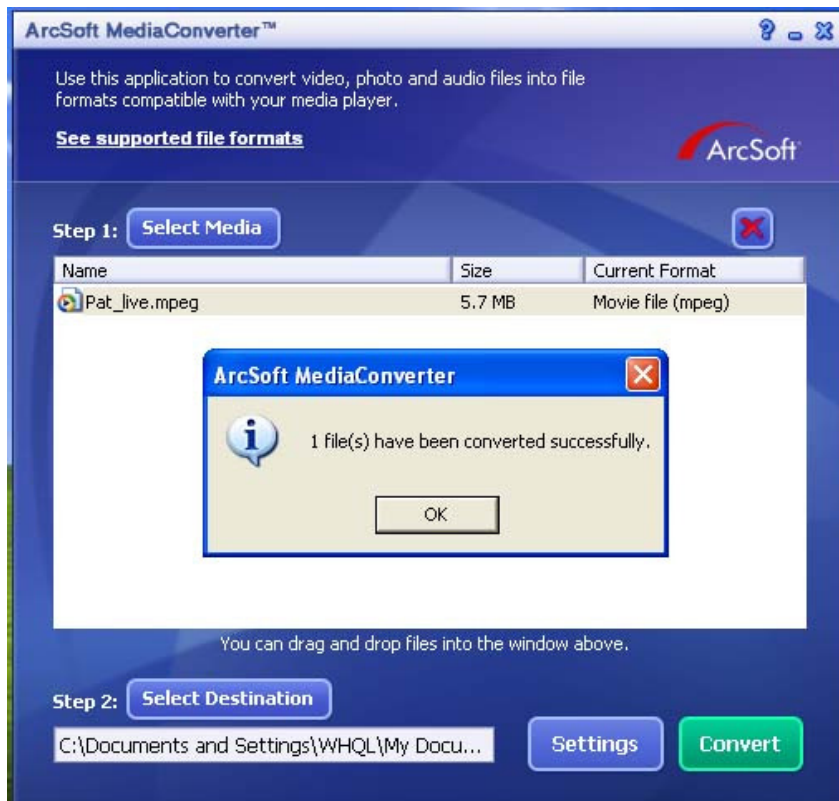 ArcSoft MediaConverter™
Use this application to convert video, photo and audio files into file
formats compatible with your media player.
See supported file formats
ArcSoft
Step 1: Select Media
Name Size Current Format
Pat_live.mpeg 5.7 MB Movie file (mpeg)
ArcSoft MediaConverter
1 file(s) have been converted successfully.
OK
You can drag and drop files into the window above.
Step 2: Select Destination
C:\Documents and Settings\WHQL\My Docu...
Settings
Convert